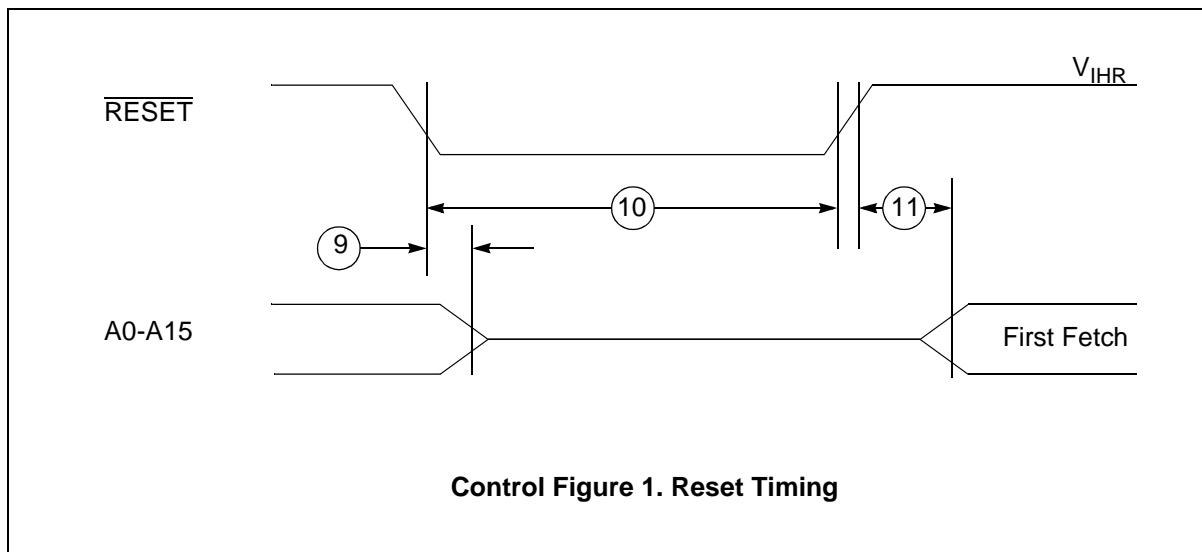 V_IHR
RESET
10
11
9
A0-A15
First Fetch
Control Figure 1. Reset Timing